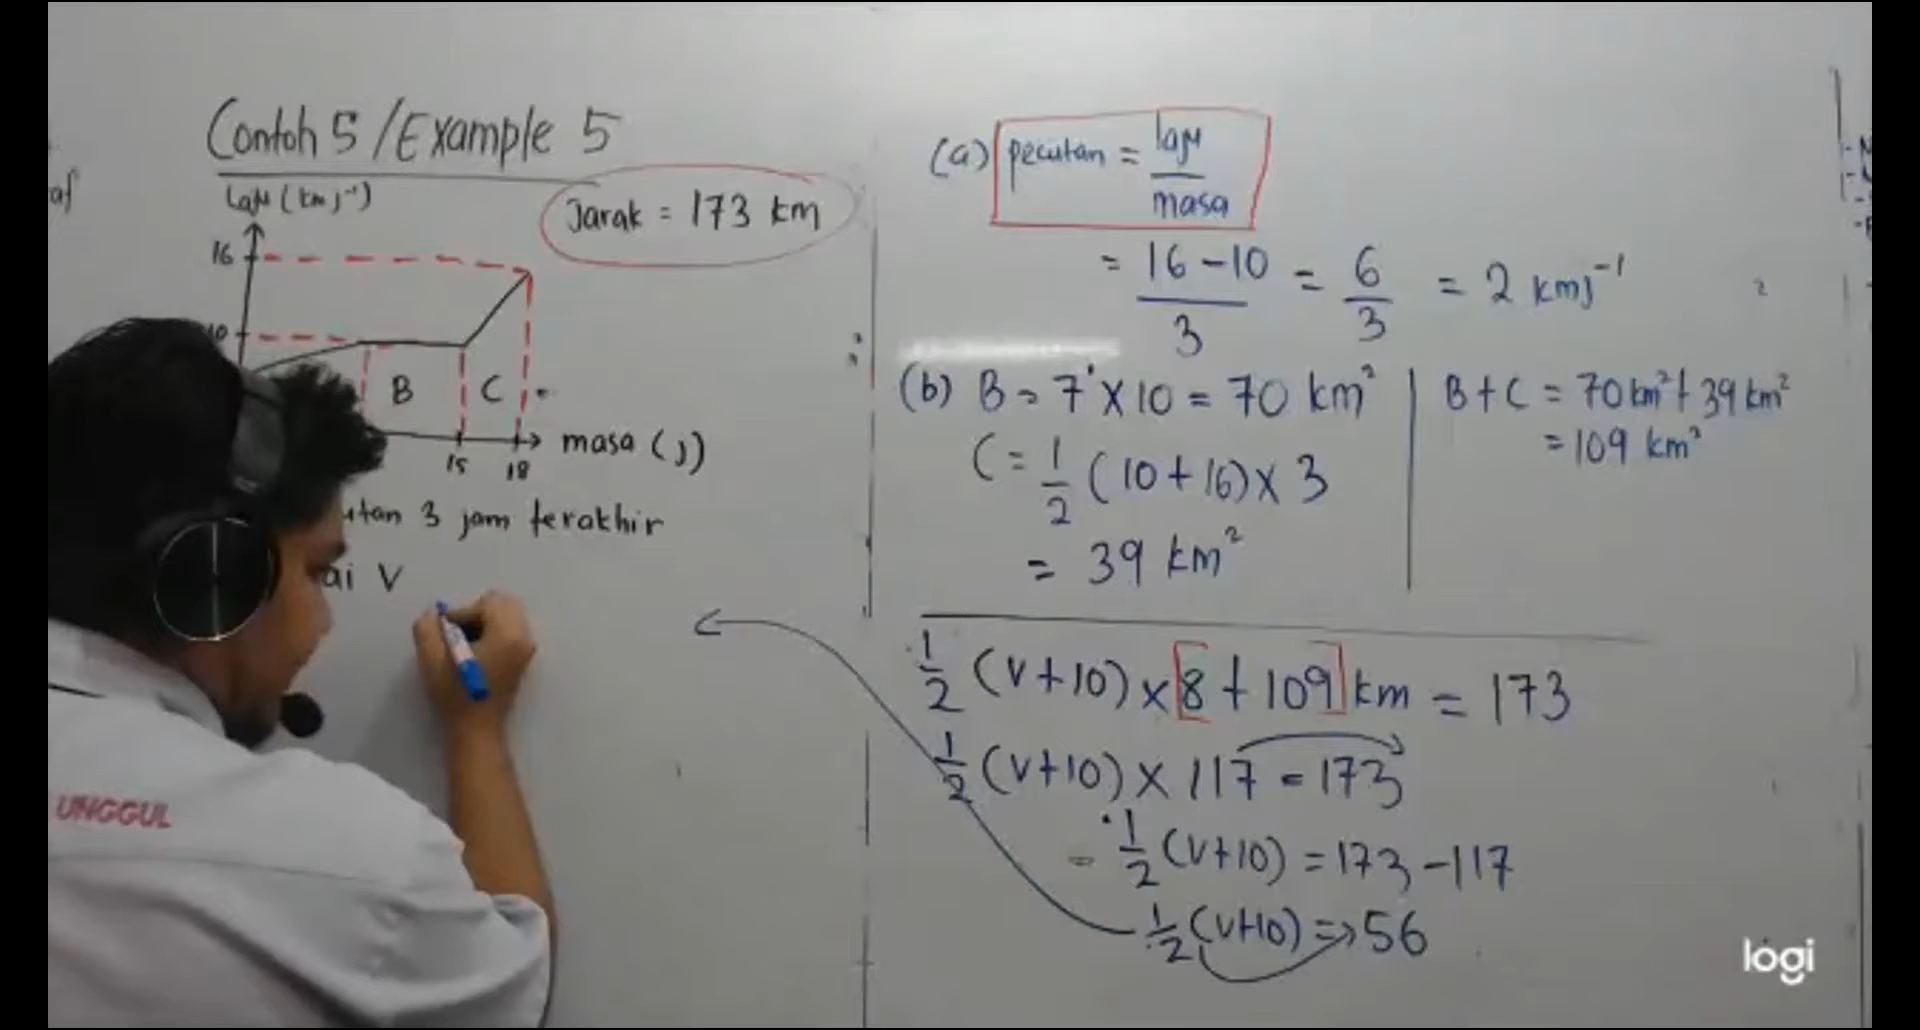 Contoh 5 / Example 5
af
Laju (km j⁻¹)
Jarak = 173 km
16
10
B
C
15
18
masa (j)
utan 3 jam terakhir
ai V
UNGGUL
(a) pecutan = laju / masa
= 16 - 10 / 3 = 6 / 3 = 2 kmj⁻¹
(b) B = 7 × 10 = 70 km²
C = 1/2 (10 + 16) × 3
= 39 km²
B + C = 70 km² + 39 km²
= 109 km²
1/2 (V + 10) × [8 + 109] km = 173
1/2 (V + 10) × 117 = 173
= 1/2 (V + 10) = 173 - 117
1/2 (V + 10) = 56
logi